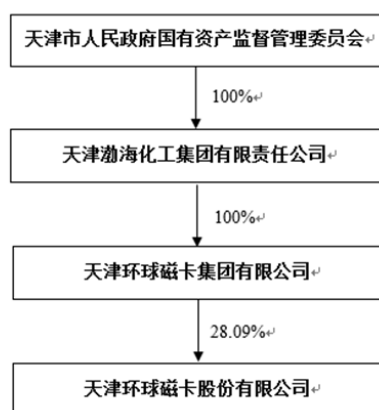 天津市人民政府国有资产监督管理委员会
100%
天津渤海化工集团有限责任公司
100%
天津环球磁卡集团有限公司
28.09%
天津环球磁卡股份有限公司